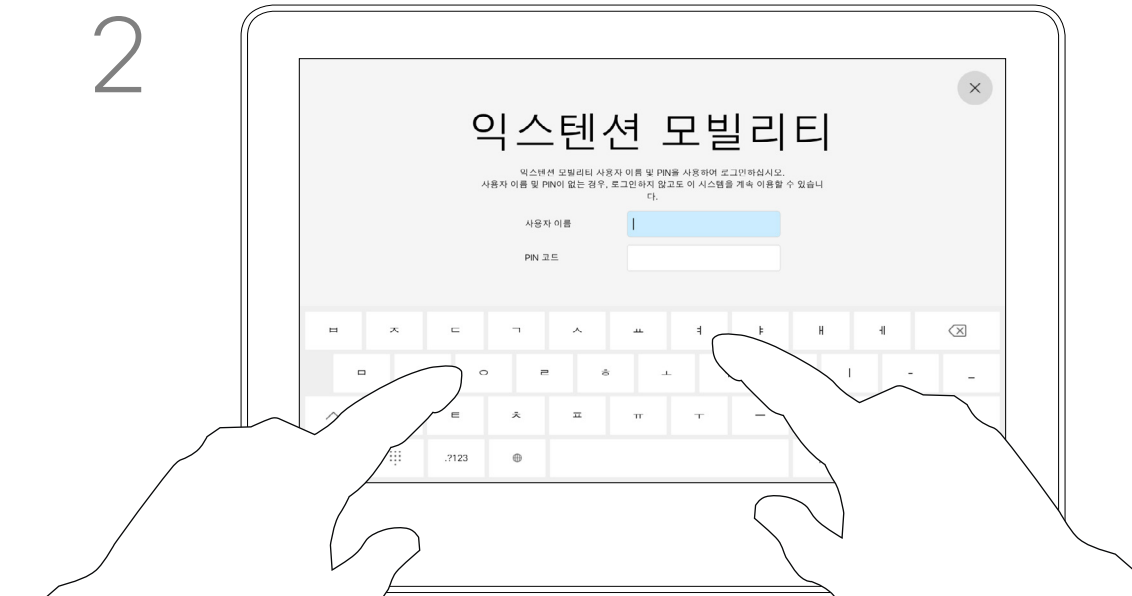 2
익스텐션 모빌리티
익스텐션 모빌리티 사용자 이름 및 PIN을 사용하여 로그인하십시오.
사용자 이름 및 PIN이 없는 경우, 로그인하지 않고도 이 시스템을 계속 이용할 수 있습니
다.
사용자 이름
PIN 코드
ㅂ ㅈ ㄷ ㄱ ㅅ ㅛ ㅕ ㅑ ㅐ ㅔ
ㅁ ㅇ ㄹ ㅎ ㅗ ㅣ - _
ㅌ ㅊ ㅍ ㅠ ㅜ ㅡ
.?123